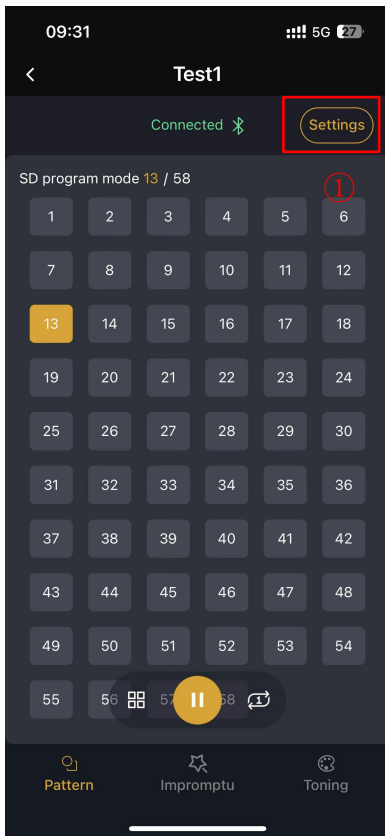 09:31 5G 27
Test1
Connected Settings
SD program mode 13 / 58 ①
1 2 3 4 5 6
7 8 9 10 11 12
13 14 15 16 17 18
19 20 21 22 23 24
25 26 27 28 29 30
31 32 33 34 35 36
37 38 39 40 41 42
43 44 45 46 47 48
49 50 51 52 53 54
55 56 57 58 1
Pattern Impromptu Toning